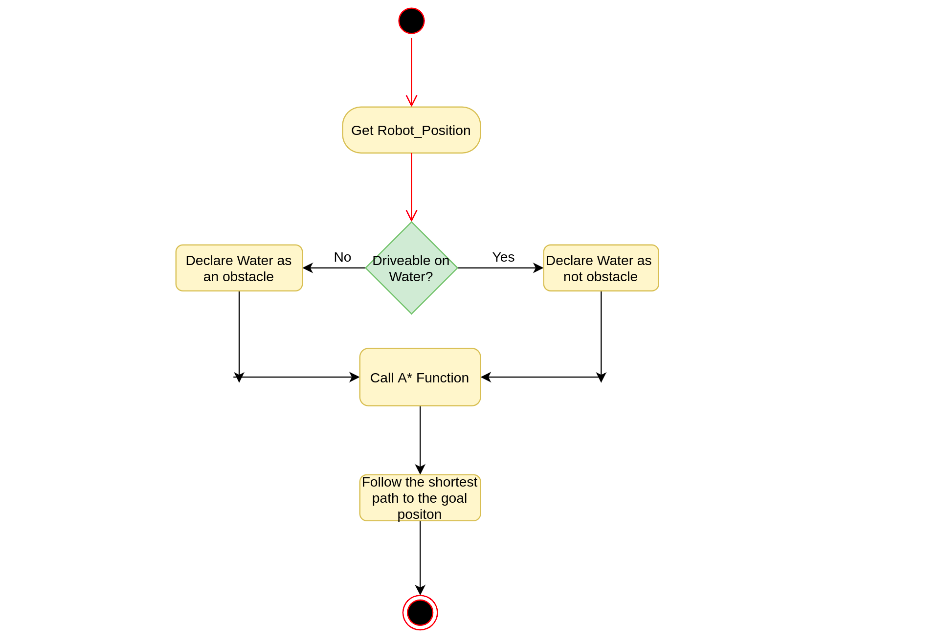 Get Robot_Position
Declare Water as
an obstacle
No
Driveable on
Water?
Yes
Declare Water as
not obstacle
Call A* Function
Follow the shortest
path to the goal
positon